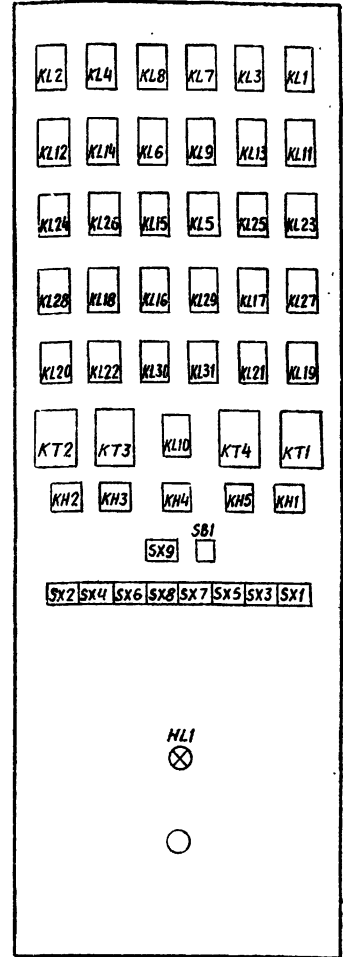 KL2 KL4 KL8 KL7 KL3 KL1
KL12 KL14 KL6 KL9 KL13 KL11
KL24 KL26 KL15 KL5 KL25 KL23
KL28 KL18 KL16 KL29 KL17 KL27
KL20 KL22 KL30 KL31 KL21 KL19
KT2 KT3 KL10 KT4 KT1
KH2 KH3 KH4 KH5 KH1
SB1
SX9
SX2 SX4 SX6 SX8 SX7 SX5 SX3 SX1
HL1